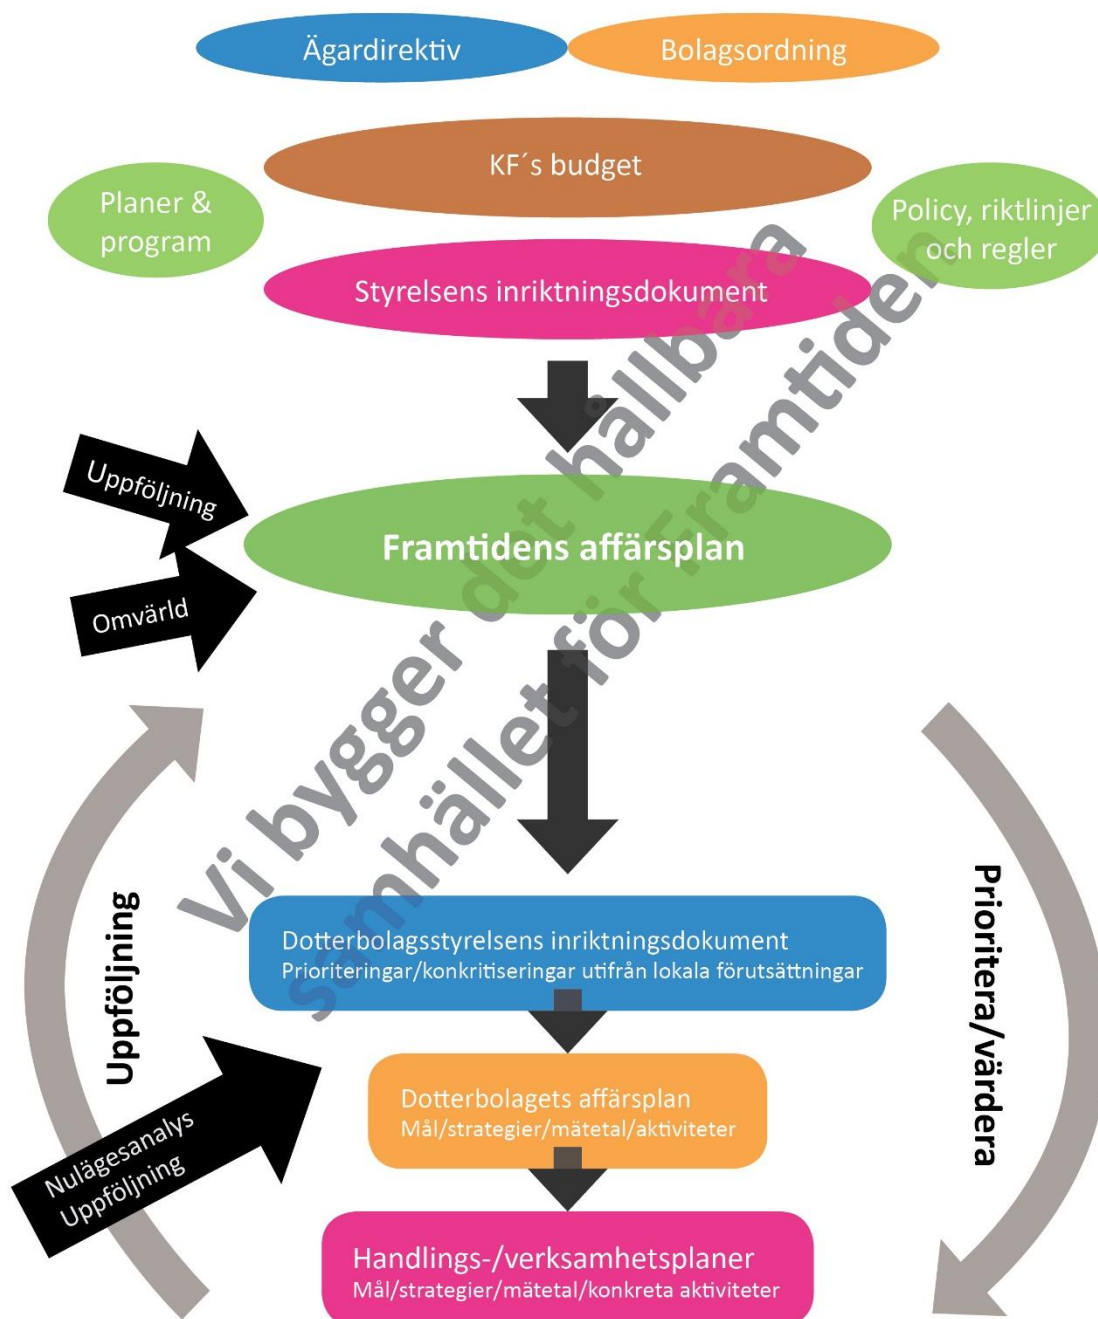 Ägardirektiv
Bolagsordning
KF´s budget
Planer &
program
Policy, riktlinjer
och regler
Styrelsens inriktningsdokument
Uppföljning
Omvärld
Framtidens affärsplan
Vi bygger det hållbara
samhället för Framtiden
Uppföljning
Prioritera/värdera
Dotterbolagsstyrelsens inriktningsdokument
Prioriteringar/konkritiseringar utifrån lokala förutsättningar
Nulägesanalys
Uppföljning
Dotterbolagets affärsplan
Mål/strategier/mätetal/aktiviteter
Handlings-/verksamhetsplaner
Mål/strategier/mätetal/konkreta aktiviteter